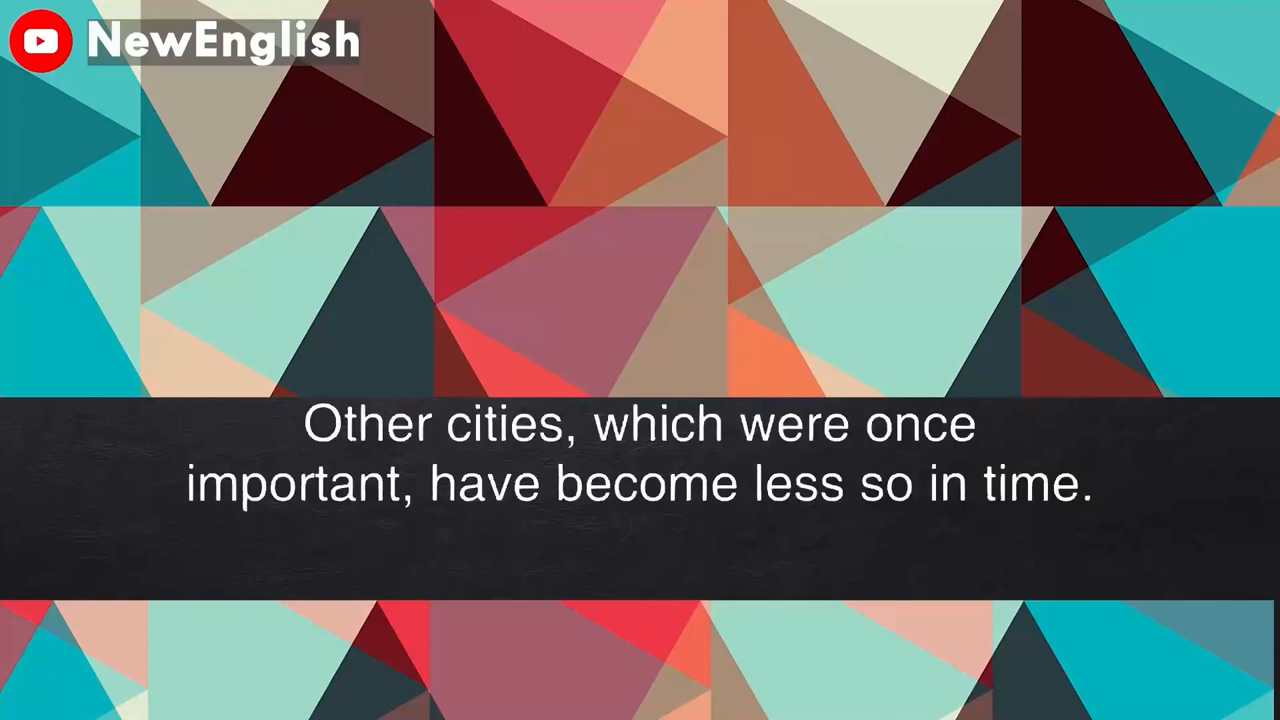 NewEnglish
Other cities, which were once
important, have become less so in time.